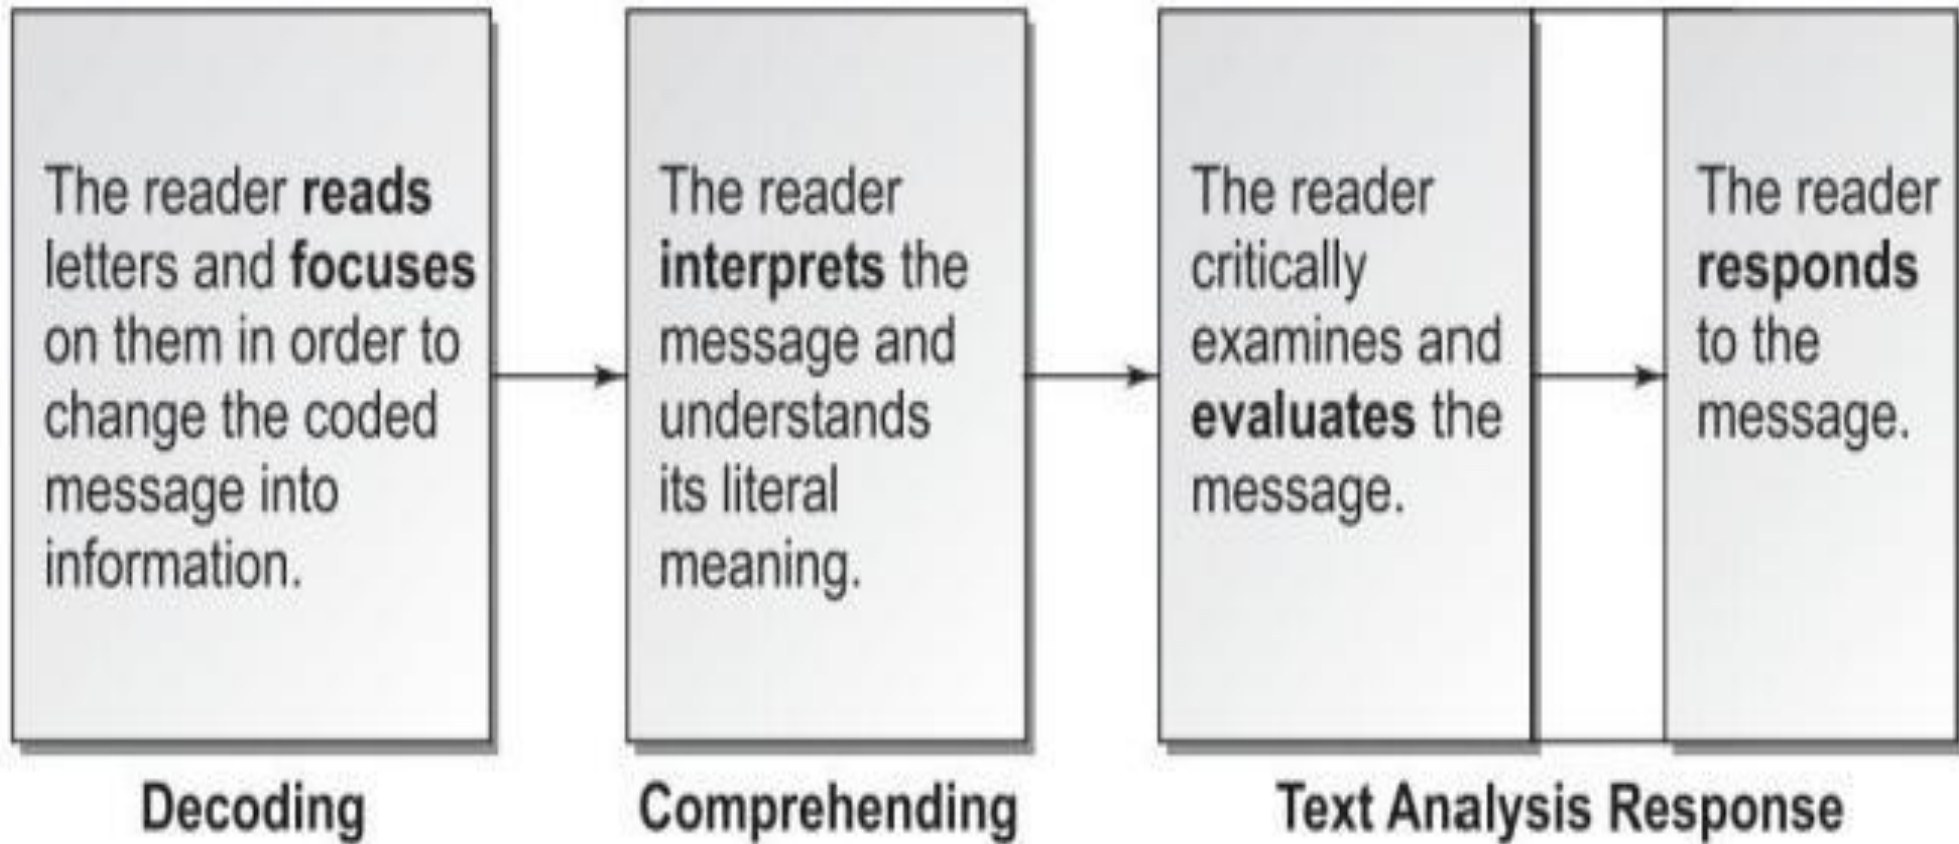 The reader reads
letters and focuses
on them in order to
change the coded
message into
information.
The reader
interprets the
message and
understands
its literal
meaning.
The reader
critically
examines and
evaluates the
message.
The reader
responds
to the
message.
Decoding
Comprehending
Text Analysis Response